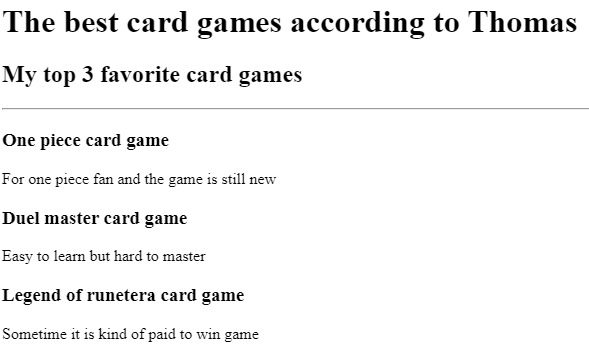 The best card games according to Thomas
My top 3 favorite card games
One piece card game
For one piece fan and the game is still new
Duel master card game
Easy to learn but hard to master
Legend of runetera card game
Sometime it is kind of paid to win game